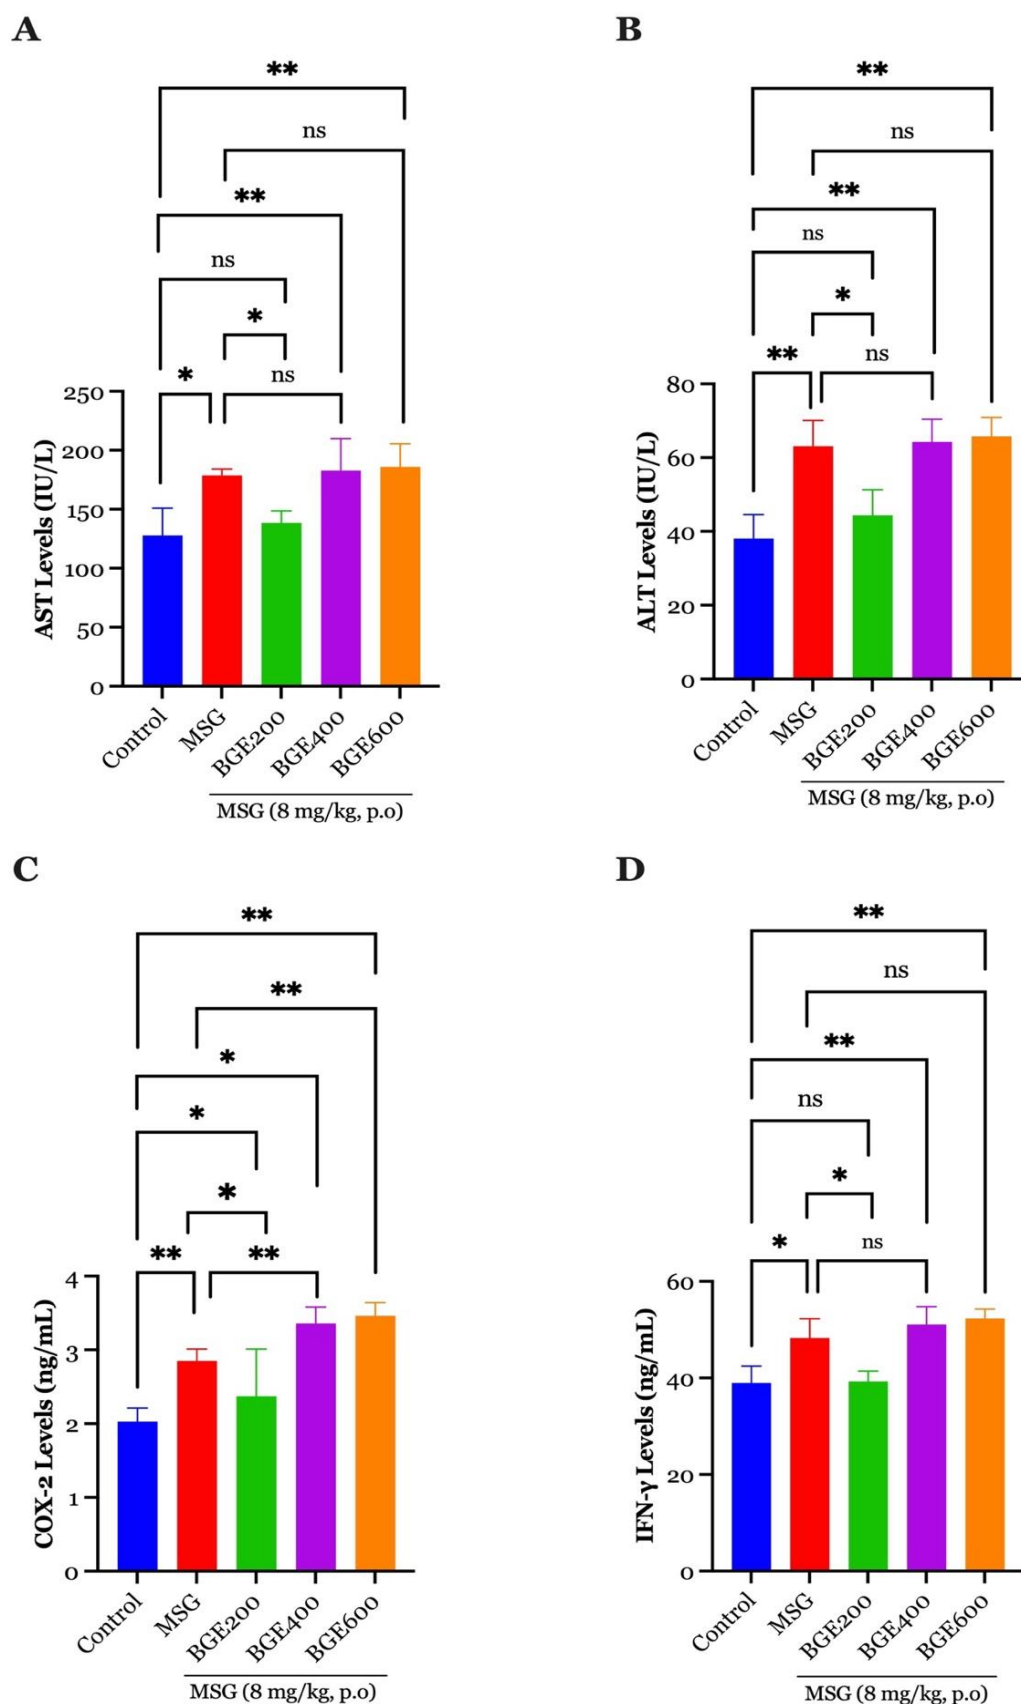 A
**
ns
**
ns
*
* ns
250
200
150
100
50
0
AST Levels (IU/L)
Control MSG BGE200 BGE400 BGE600
MSG (8 mg/kg, p.o)
B
**
ns
**
ns
*
** ns
80
60
40
20
0
ALT Levels (IU/L)
Control MSG BGE200 BGE400 BGE600
MSG (8 mg/kg, p.o)
C
**
**
*
*
*
** **
4
3
2
1
0
COX-2 Levels (ng/mL)
Control MSG BGE200 BGE400 BGE600
MSG (8 mg/kg, p.o)
D
**
ns
**
ns
*
* ns
60
40
20
0
IFN-γ Levels (ng/mL)
Control MSG BGE200 BGE400 BGE600
MSG (8 mg/kg, p.o)